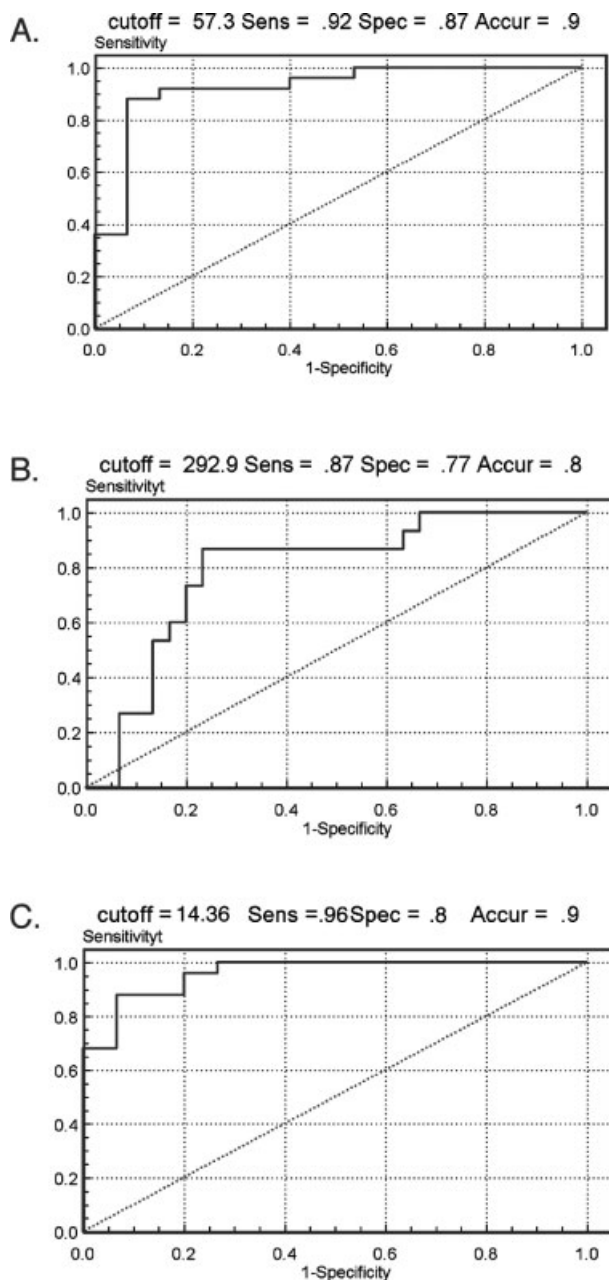 A.
cutoff = 57.3 Sens = .92 Spec = .87 Accur = .9
Sensitivity
1.0
0.8
0.6
0.4
0.2
0.0
0.0 0.2 0.4 0.6 0.8 1.0
1-Specificity
B.
cutoff = 292.9 Sens = .87 Spec = .77 Accur = .8
Sensitivityt
1.0
0.8
0.6
0.4
0.2
0.0
0.0 0.2 0.4 0.6 0.8 1.0
1-Specificity
C.
cutoff = 14.36 Sens =.96Spec = .8 Accur = .9
Sensitivityt
1.0
0.8
0.6
0.4
0.2
0.0
0.0 0.2 0.4 0.6 0.8 1.0
1-Specificity